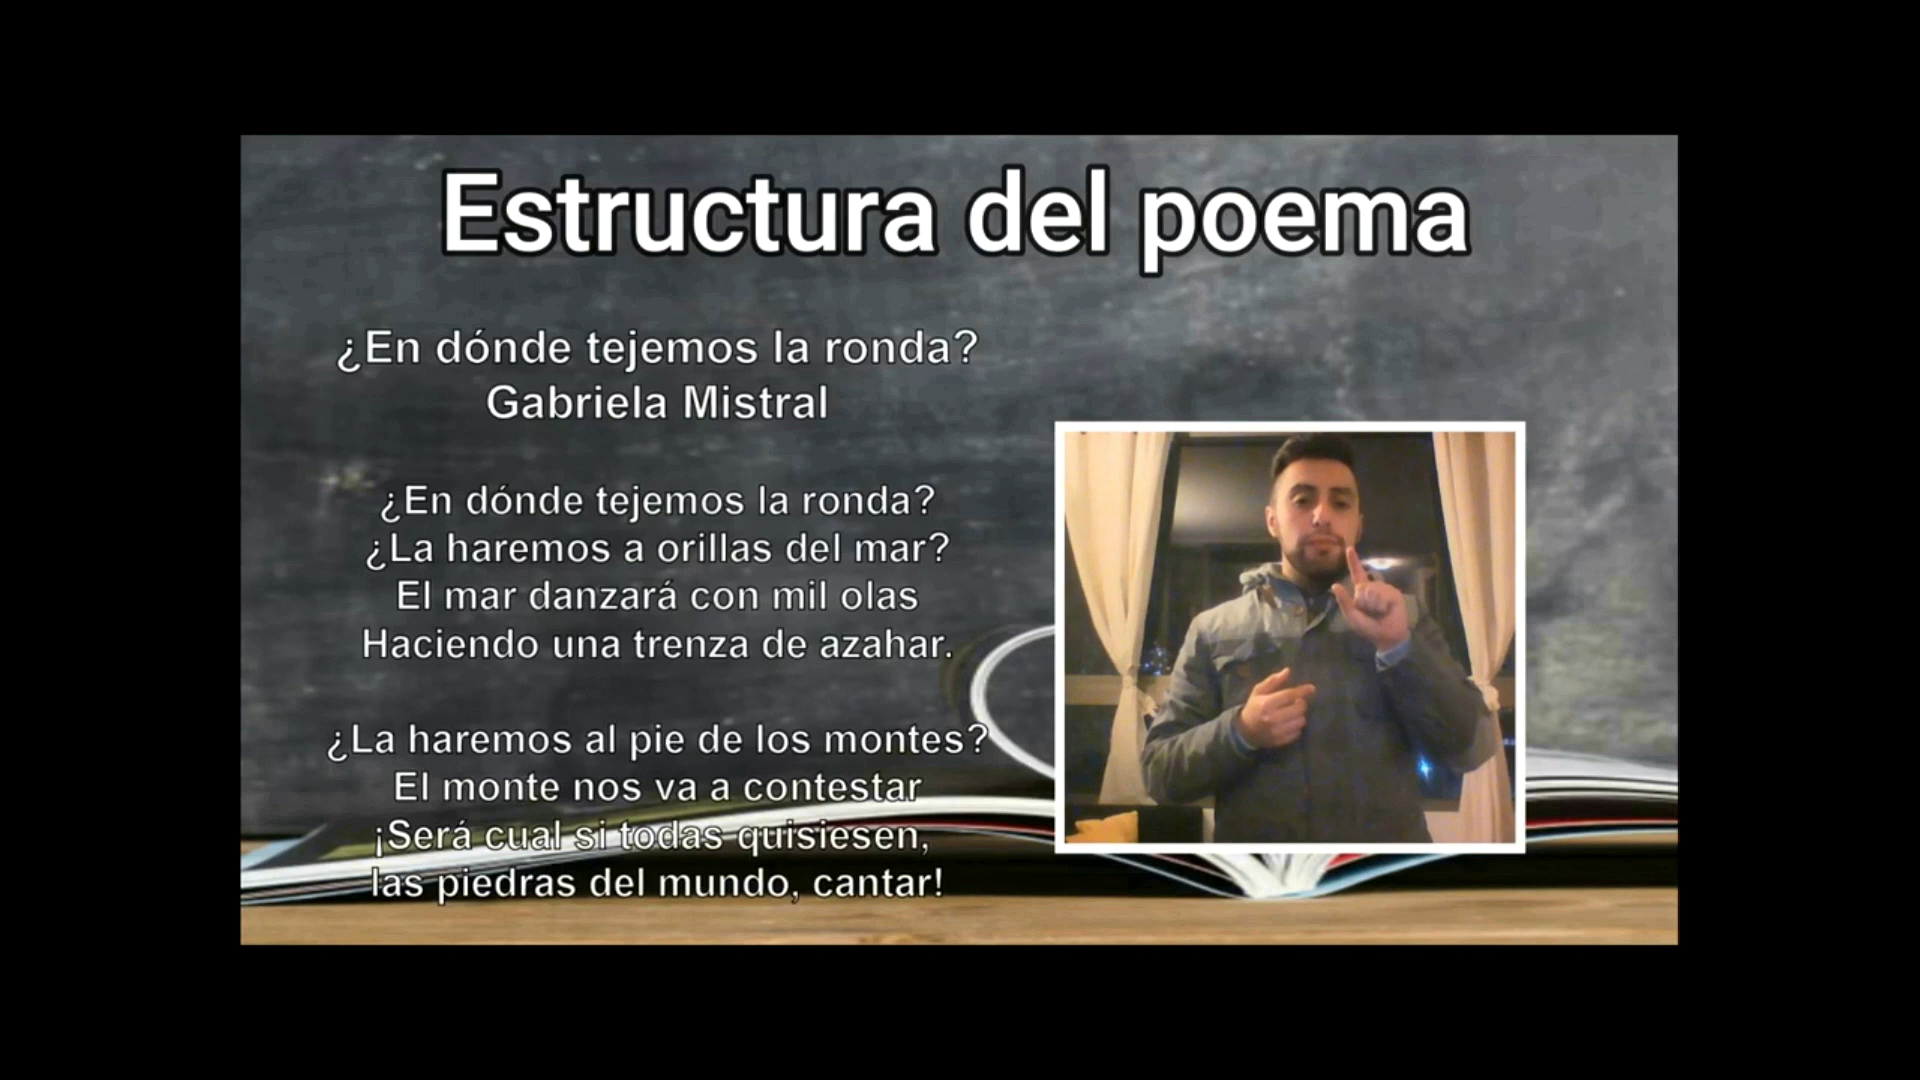 Estructura del poema
¿En dónde tejemos la ronda?
Gabriela Mistral
¿En dónde tejemos la ronda?
¿La haremos a orillas del mar?
El mar danzará con mil olas
Haciendo una trenza de azahar.
¿La haremos al pie de los montes?
El monte nos va a contestar
¡Será cual si todas quisiesen,
las piedras del mundo, cantar!